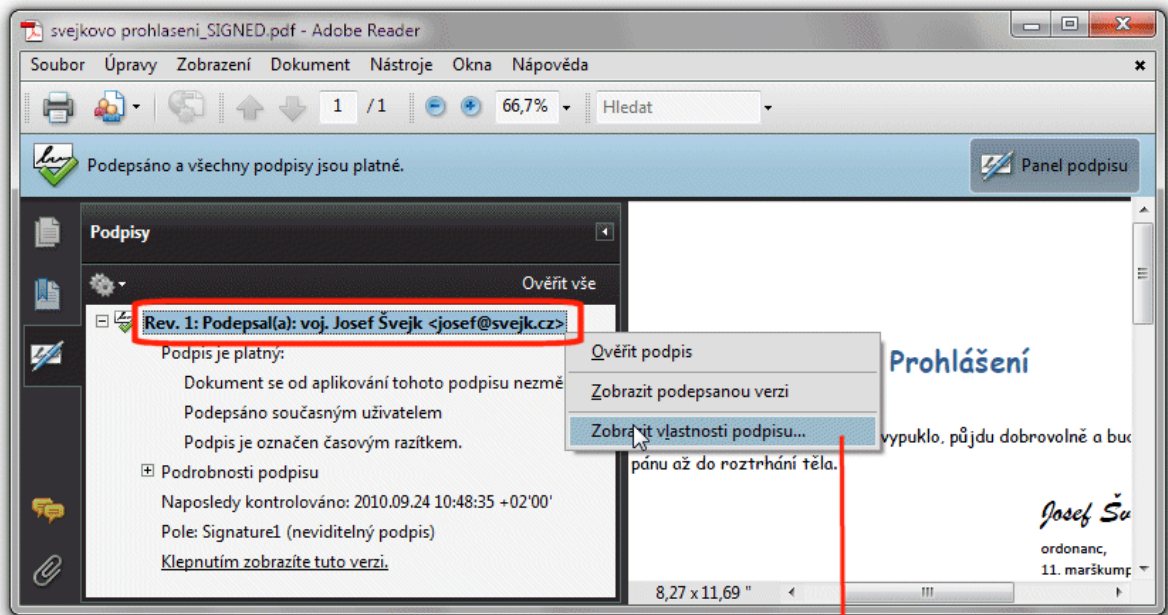 svejkovo prohlaseni_SIGNED.pdf - Adobe Reader
Soubor Úpravy Zobrazení Dokument Nástroje Okna Nápověda
1 / 1 66,7% Hledat
Podepsáno a všechny podpisy jsou platné. Panel podpisu
Podpisy
Ověřit vše
Rev. 1: Podepsal(a): voj. Josef Švejk <josef@svejk.cz>
Podpis je platný:
Dokument se od aplikování tohoto podpisu nezmě
Podepsáno současným uživatelem
Podpis je označen časovým razítkem.
Podrobnosti podpisu
Naposledy kontrolováno: 2010.09.24 10:48:35 +02'00'
Pole: Signature1 (neviditelný podpis)
Klepnutím zobrazíte tuto verzi.
Ověřit podpis
Zobrazit podepsanou verzi
Zobrazit vlastnosti podpisu...
Prohlášení
vypuklo, půjdu dobrovolně a buc
pánu až do roztrhání těla.
Josef Šv
ordonanc,
11. marškump
8,27 x 11,69 "